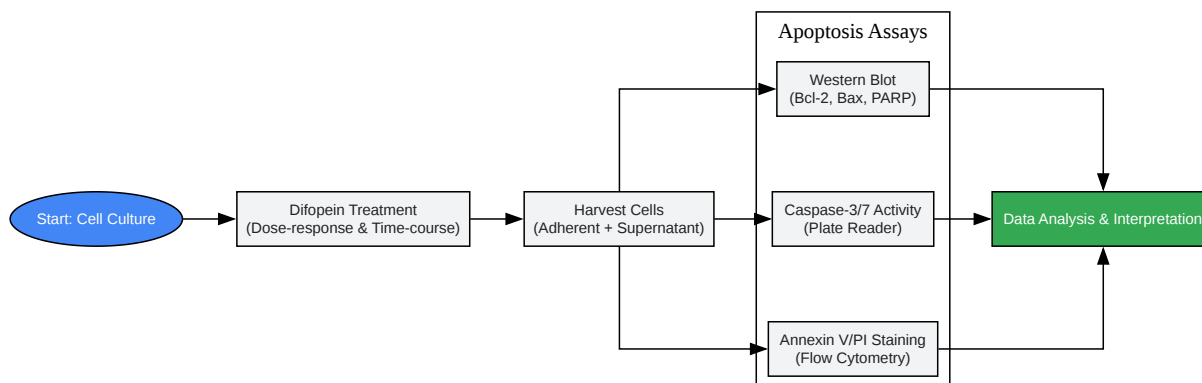 Apoptosis Assays
Western Blot
(Bcl-2, Bax, PARP)
Start: Cell Culture
Difopein Treatment
(Dose-response & Time-course)
Harvest Cells
(Adherent + Supernatant)
Caspase-3/7 Activity
(Plate Reader)
Data Analysis & Interpretation
Annexin V/PI Staining
(Flow Cytometry)